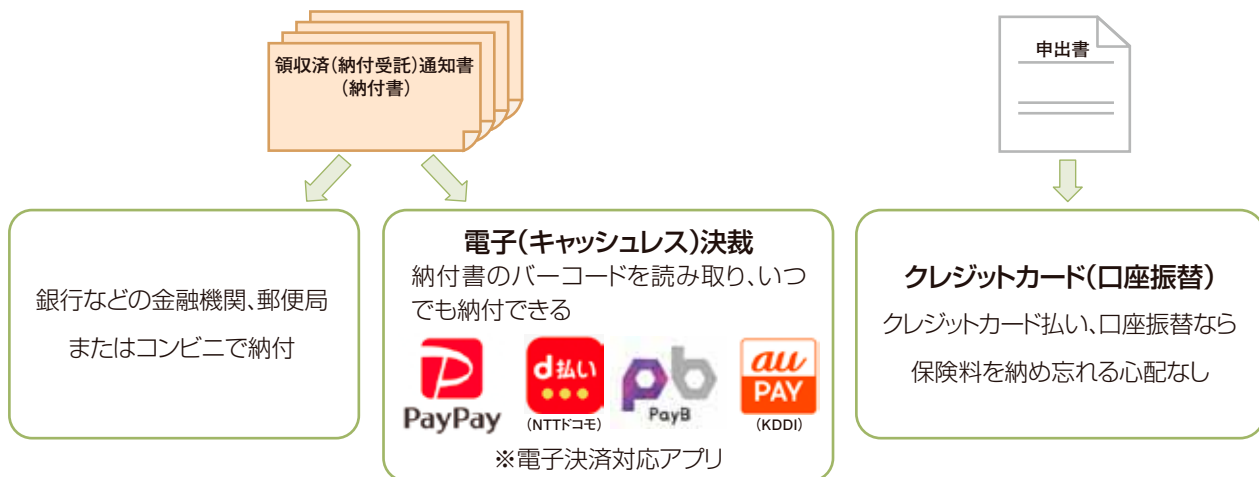 領収済(納付受託)通知書
(納付書)
申出書
銀行などの金融機関、郵便局
またはコンビニで納付
電子(キャッシュレス)決裁
納付書のバーコードを読み取り、いつ
でも納付できる
PayPay
d払い
(NTTドコモ)
pb
PayB
au
PAY
(KDDI)
※電子決済対応アプリ
クレジットカード(口座振替)
クレジットカード払い、口座振替なら
保険料を納め忘れる心配なし